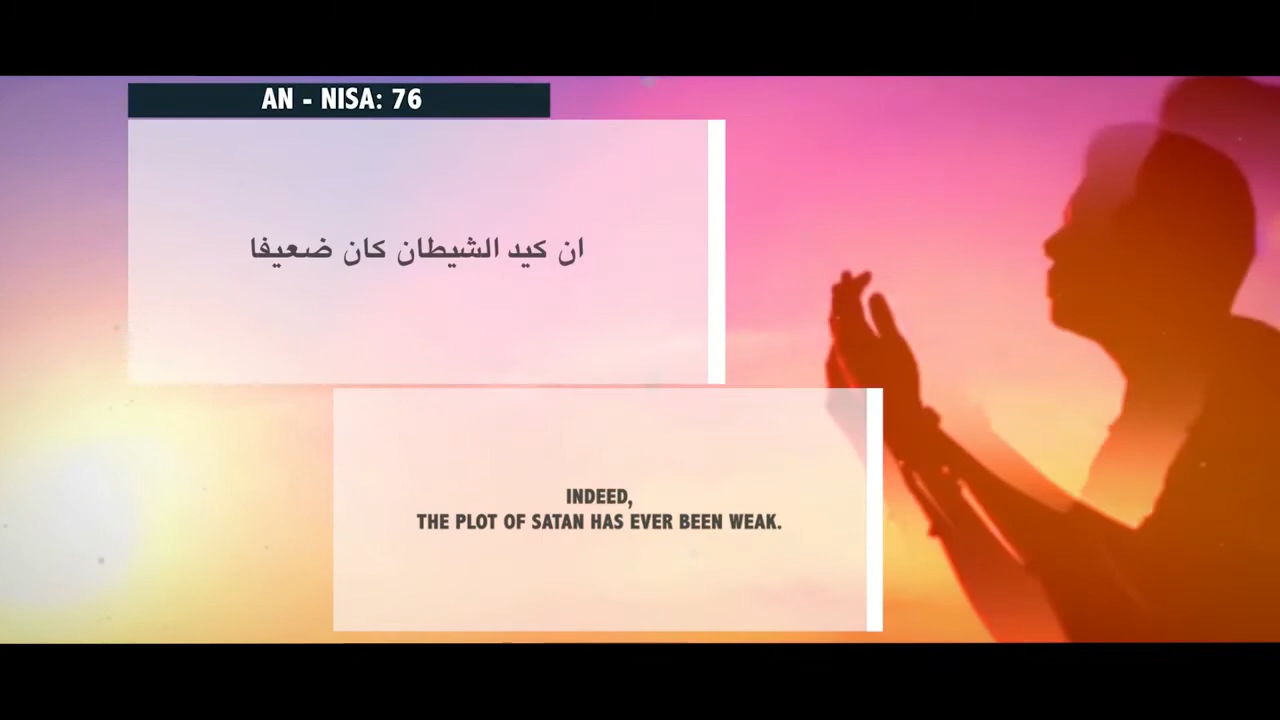 AN - NISA: 76
ان كيد الشيطان كان ضعيفا
INDEED,
THE PLOT OF SATAN HAS EVER BEEN WEAK.